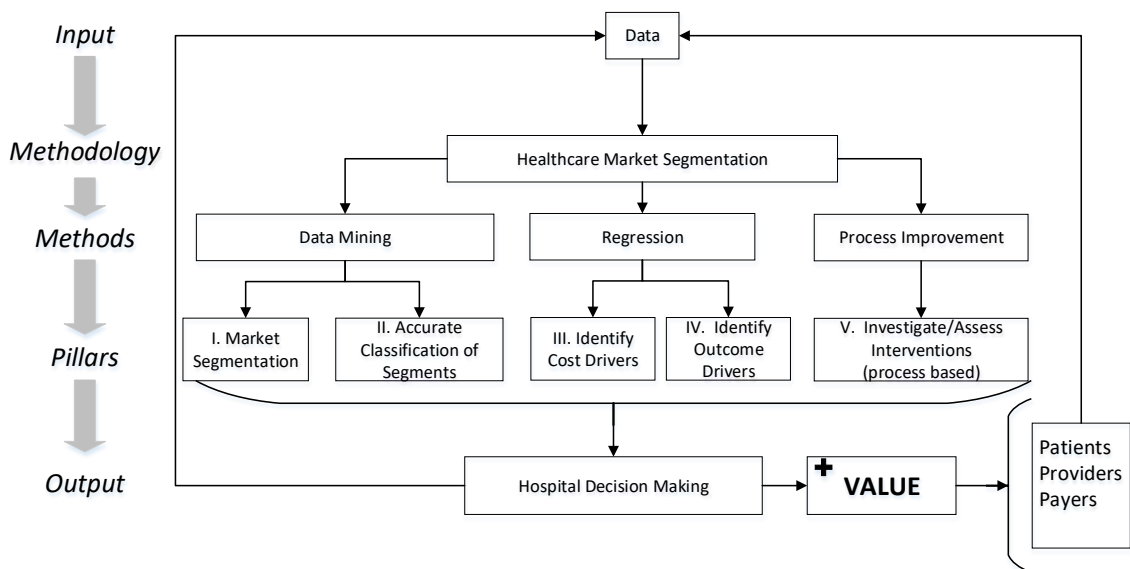 Input
Data
Methodology
Healthcare Market Segmentation
Methods
Data Mining
Regression
Process Improvement
Pillars
I. Market
Segmentation
II. Accurate
Classification of
Segments
III. Identify
Cost Drivers
IV. Identify
Outcome
Drivers
V. Investigate/Assess
Interventions
(process based)
Output
Hospital Decision Making
+ VALUE
Patients
Providers
Payers